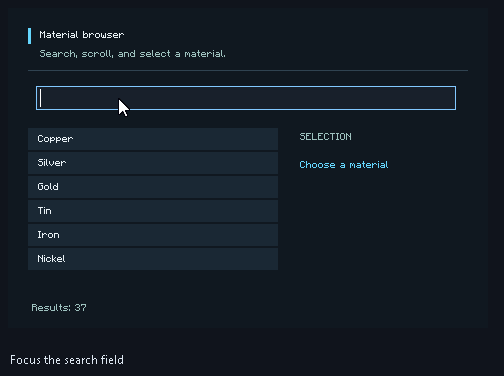 Material browser
Search, scroll, and select a material.
Copper
SELECTION
Silver
Choose a material
Gold
Tin
Iron
Nickel
Results: 37
Focus the search field